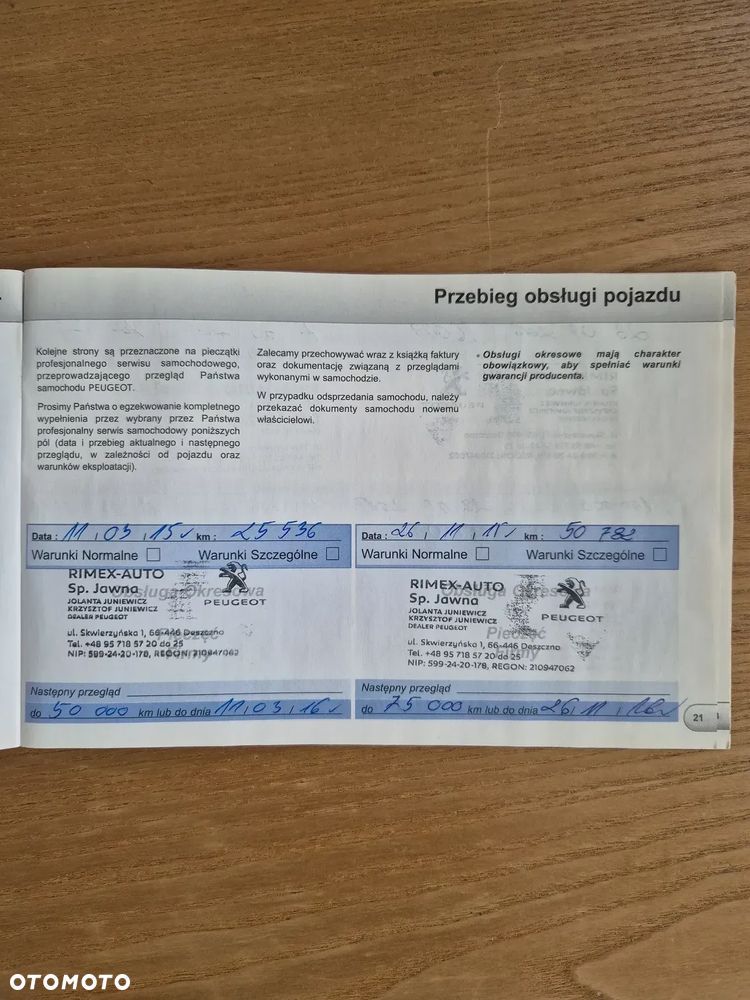 Przebieg obsługi pojazdu
Kolejne strony są przeznaczone na pieczątki
profesjonalnego serwisu samochodowego,
przeprowadzającego przegląd Państwa
samochodu PEUGEOT.
Prosimy Państwa o egzekwowanie kompletnego
wypełnienia przez wybrany przez Państwa
profesjonalny serwis samochodowy poniższych
pól (data i przebieg aktualnego i następnego
przeglądu, w zależności od pojazdu oraz
warunków eksploatacji).
Zalecamy przechowywać wraz z książką faktury
oraz dokumentację związaną z przeglądami
wykonanymi w samochodzie.
W przypadku odsprzedania samochodu, należy
przekazać dokumenty samochodu nowemu
właścicielowi.
• Obsługi okresowe mają charakter
obowiązkowy, aby spełniać warunki
gwarancji producenta.
Data : 11 , 03 , 15 km : 25 536
Warunki Normalne Warunki Szczególne
Obsługa Okresowa
Pieczęć
firmy
RIMEX-AUTO
Sp. Jawna
JOLANTA JUNIEWICZ
KRZYSZTOF JUNIEWICZ
DEALER PEUGEOT
PEUGEOT
ul. Skwierzyńska 1, 66-446 Deszczno
Tel. +48 95 718 57 20 do 25
NIP: 599-24-20-178, REGON: 210947062
Następny przegląd
do 50 000 km lub do dnia 11 , 03 , 16
Data : 26 , 11 , 15 km : 50 782
Warunki Normalne Warunki Szczególne
Obsługa Okresowa
Pieczęć
firmy
RIMEX-AUTO
Sp. Jawna
JOLANTA JUNIEWICZ
KRZYSZTOF JUNIEWICZ
DEALER PEUGEOT
PEUGEOT
ul. Skwierzyńska 1, 66-446 Deszczno
Tel. +48 95 718 57 20 do 25
NIP: 599-24-20-178, REGON: 210947062
Następny przegląd
do 75 000 km lub do dnia 26 , 11 , 16
21
OTOMOTO